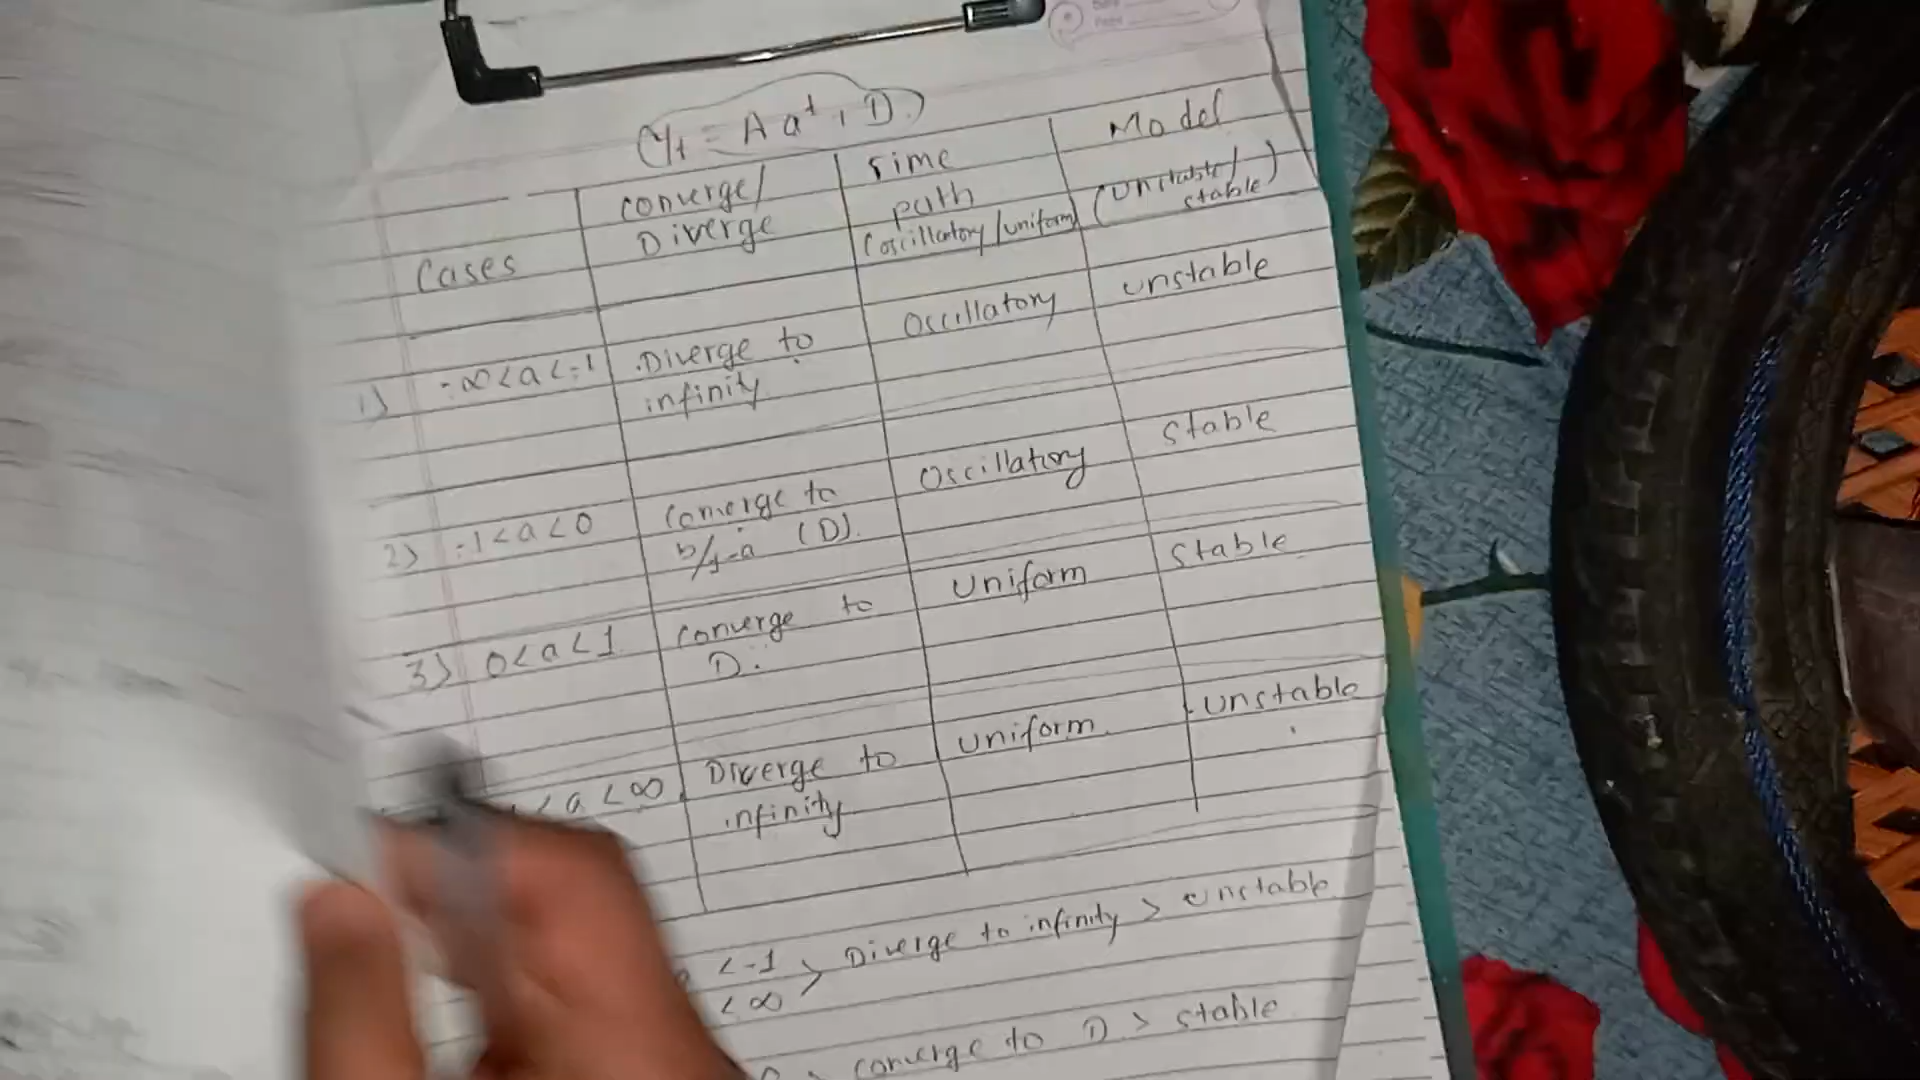 (Yt = A a^t + D)
Cases | Converge/ Diverge | Time path (oscillatory/uniform) | Model (unstable/ stable)
1) -∞ < a < -1 | Diverge to infinity | Oscillatory | unstable
2) -1 < a < 0 | Converge to b/1-a (D). | Oscillatory | stable
3) 0 < a < 1 | Converge to D. | Uniform | stable
< a < ∞ | Diverge to infinity | Uniform | unstable
< -1
< ∞ > Diverge to infinity > unstable
converge to D > stable